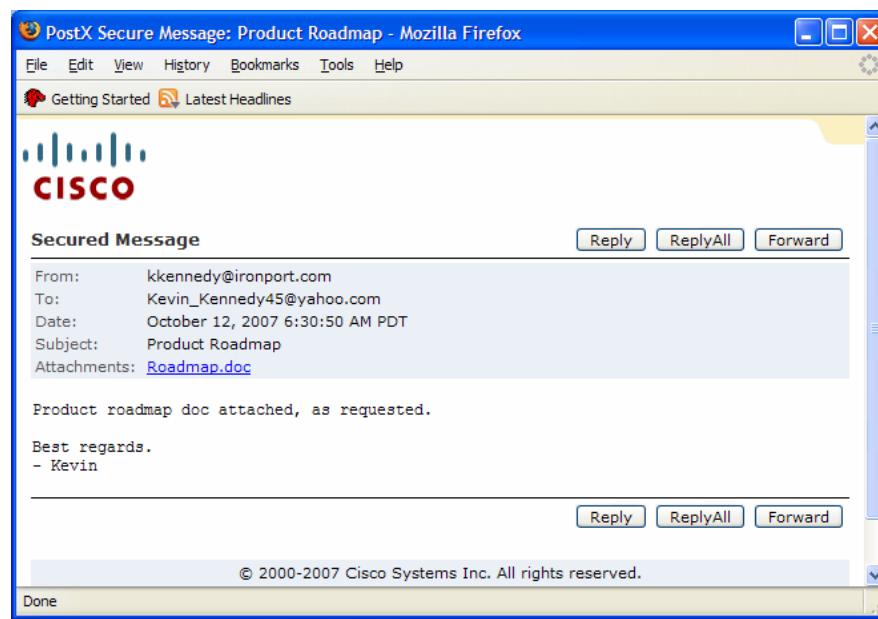 PostX Secure Message: Product Roadmap - Mozilla Firefox
File Edit View History Bookmarks Tools Help
Getting Started Latest Headlines
CISCO
Secured Message Reply ReplyAll Forward
From: kkennedy@ironport.com
To: Kevin_Kennedy45@yahoo.com
Date: October 12, 2007 6:30:50 AM PDT
Subject: Product Roadmap
Attachments: Roadmap.doc
Product roadmap doc attached, as requested.
Best regards.
- Kevin
Reply ReplyAll Forward
© 2000-2007 Cisco Systems Inc. All rights reserved.
Done